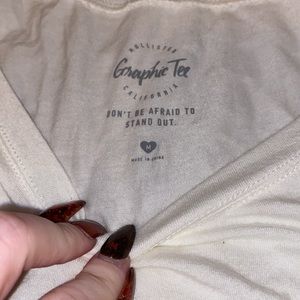 HOLLISTER
Graphic Tee
CALIFORNIA
DON'T BE AFRAID TO
STAND OUT.
M
MADE IN CHINA